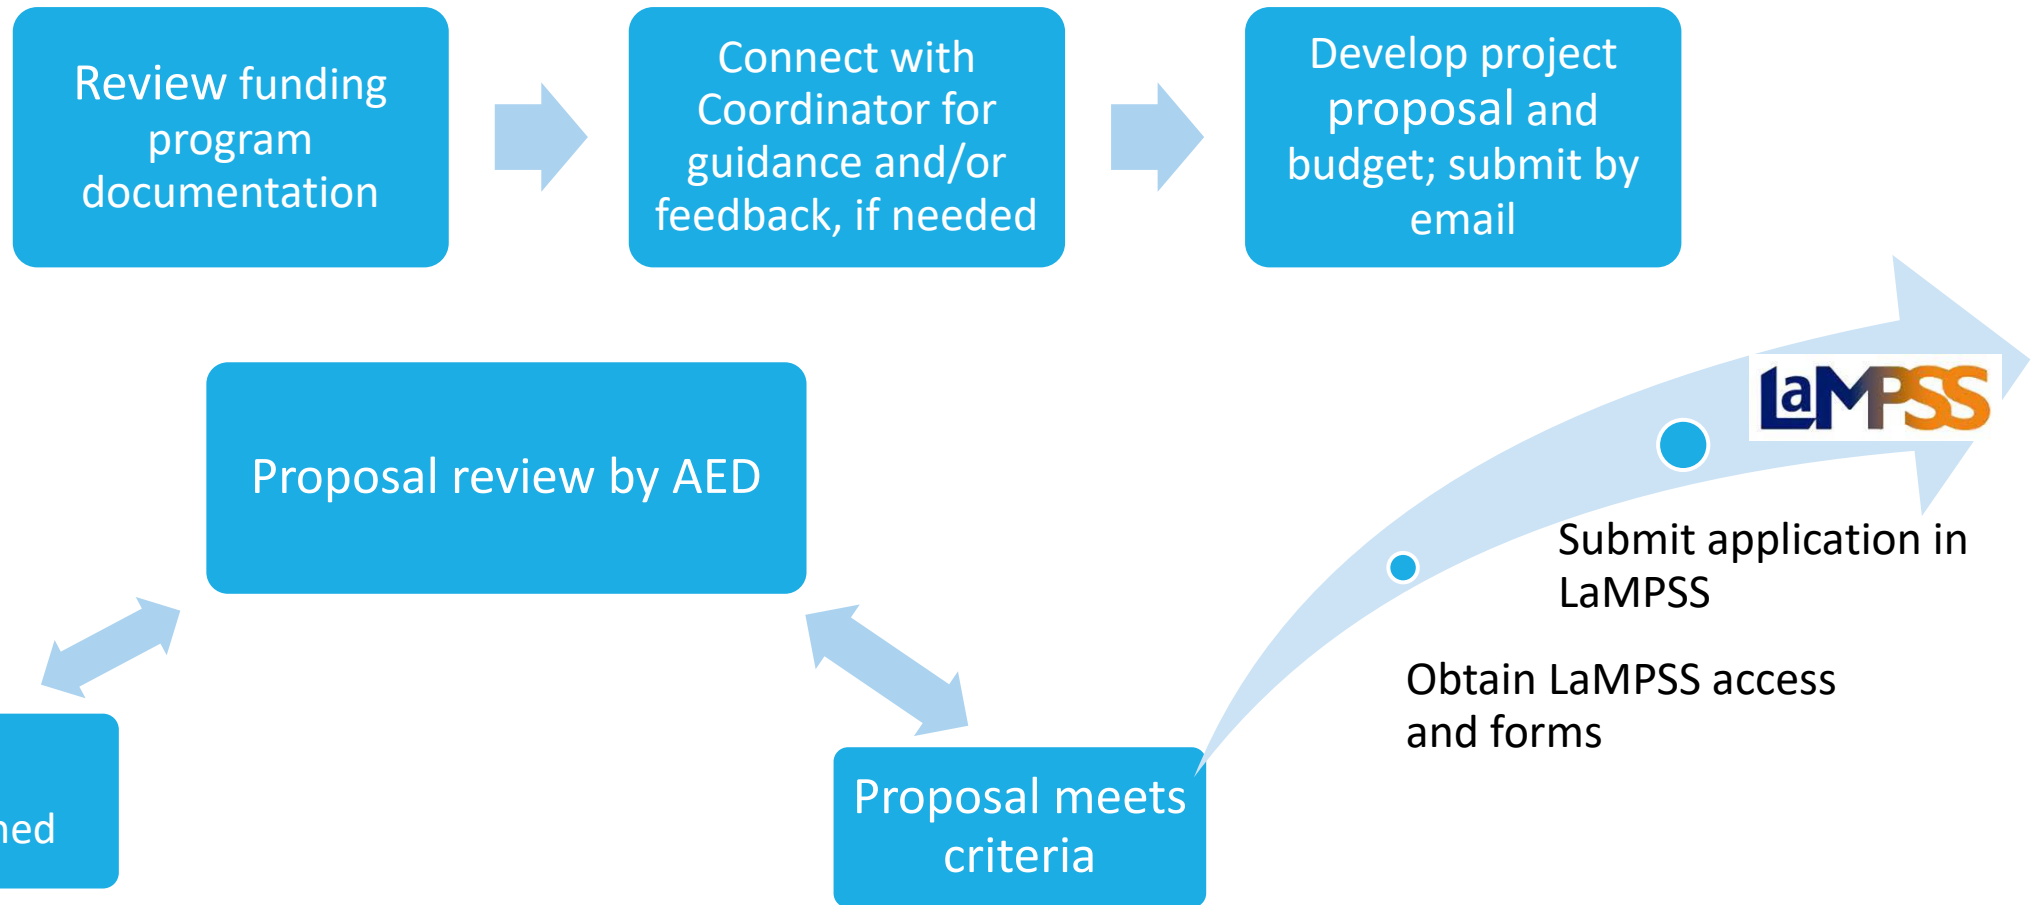 Review funding
program
documentation
Connect with
Coordinator for
guidance and/or
feedback, if needed
Develop project
proposal and
budget; submit by
email
Proposal review by AED
LaMPSS
Submit application in
LaMPSS
Obtain LaMPSS access
and forms
Proposal meets
criteria